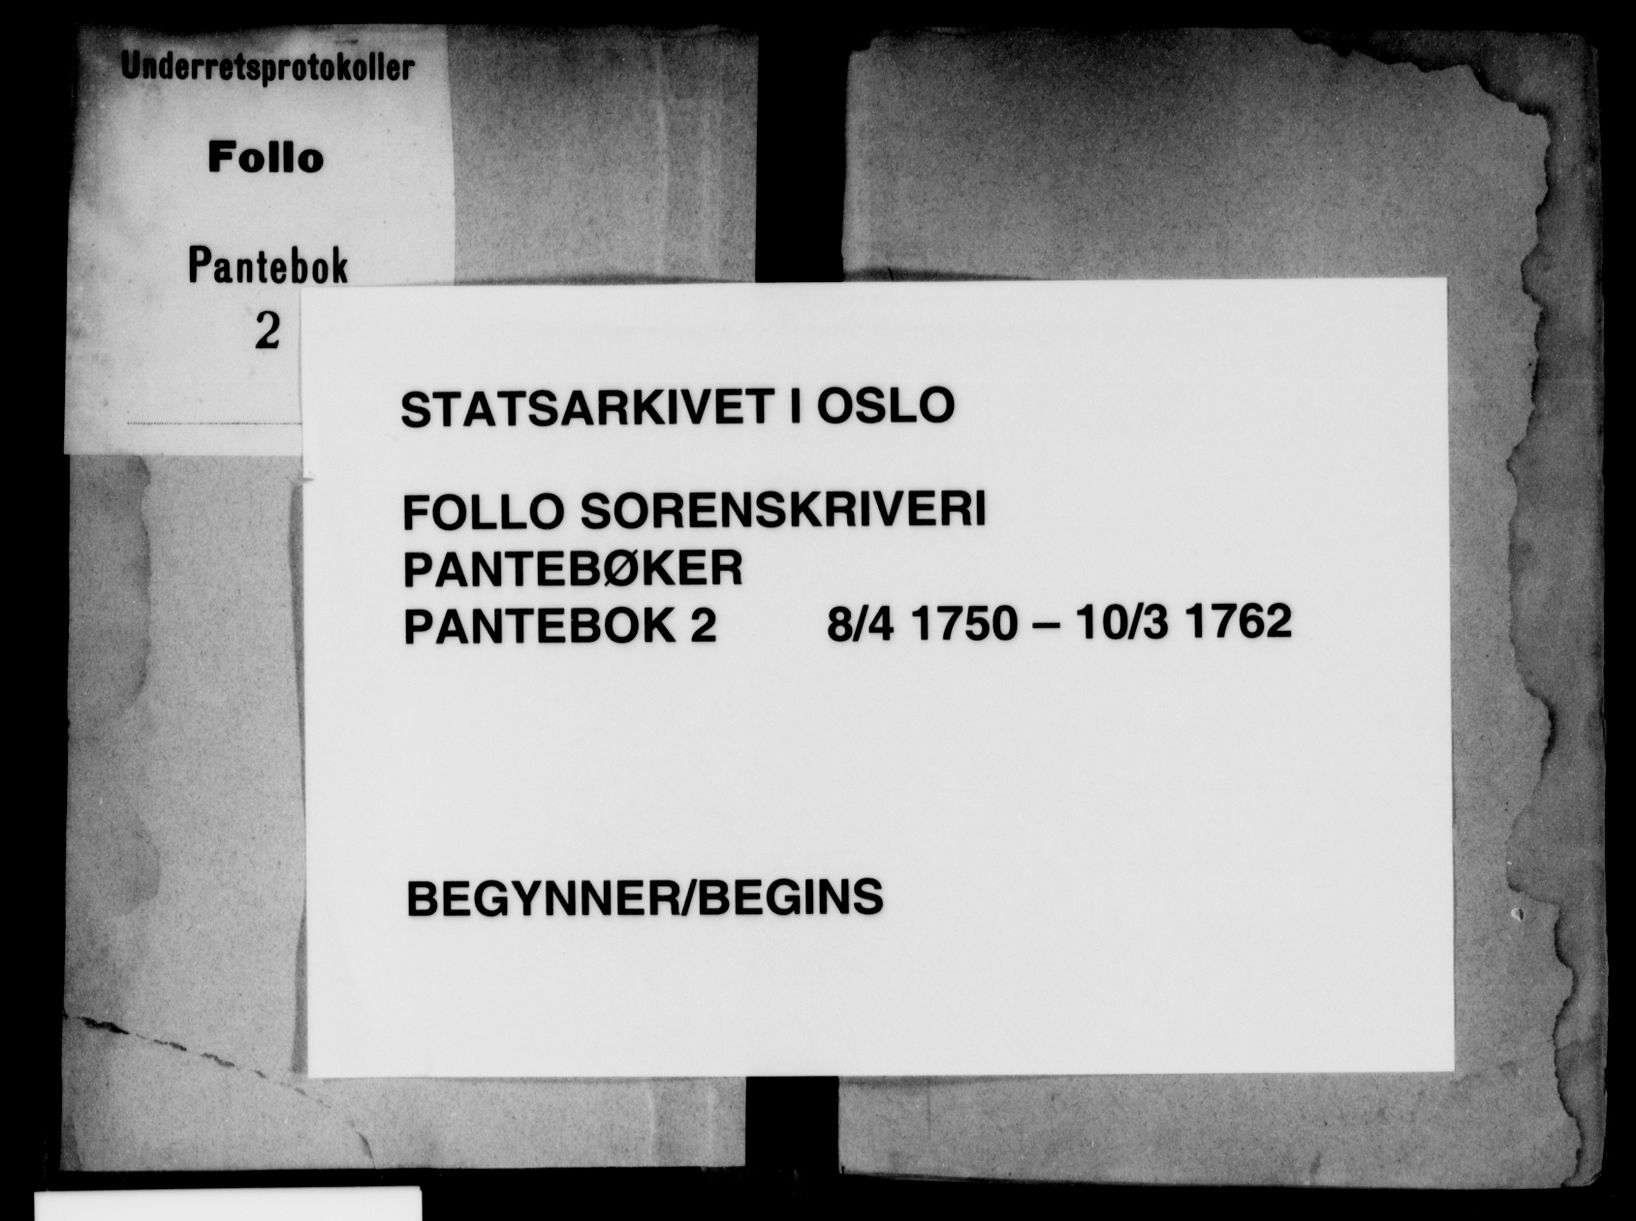 Underretsprotokoller
Follo
Pantebok
2
STATSARKIVET I OSLO
FOLLO SORENSKRIVERI
PANTEBØKER
PANTEBOK 2 8/4 1750 – 10/3 1762
BEGYNNER/BEGINS